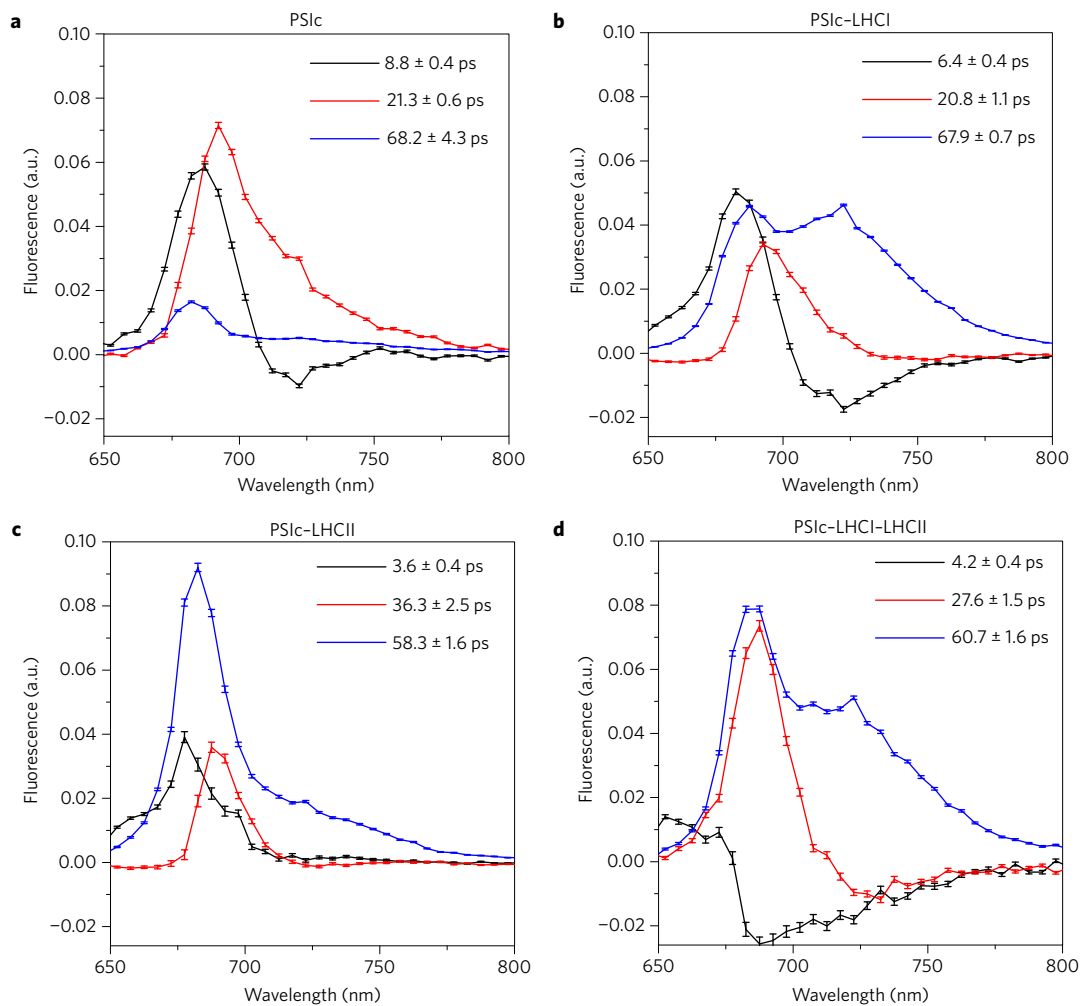 a
PSIc
0.10
0.08
0.06
0.04
0.02
0.00
−0.02
Fluorescence (a.u.)
8.8 ± 0.4 ps
21.3 ± 0.6 ps
68.2 ± 4.3 ps
650
700
750
800
Wavelength (nm)
b
PSIc–LHCI
0.10
0.08
0.06
0.04
0.02
0.00
−0.02
Fluorescence (a.u.)
6.4 ± 0.4 ps
20.8 ± 1.1 ps
67.9 ± 0.7 ps
650
700
750
800
Wavelength (nm)
c
PSIc–LHCII
0.10
0.08
0.06
0.04
0.02
0.00
−0.02
Fluorescence (a.u.)
3.6 ± 0.4 ps
36.3 ± 2.5 ps
58.3 ± 1.6 ps
650
700
750
800
Wavelength (nm)
d
PSIc–LHCI–LHCII
0.10
0.08
0.06
0.04
0.02
0.00
−0.02
Fluorescence (a.u.)
4.2 ± 0.4 ps
27.6 ± 1.5 ps
60.7 ± 1.6 ps
650
700
750
800
Wavelength (nm)